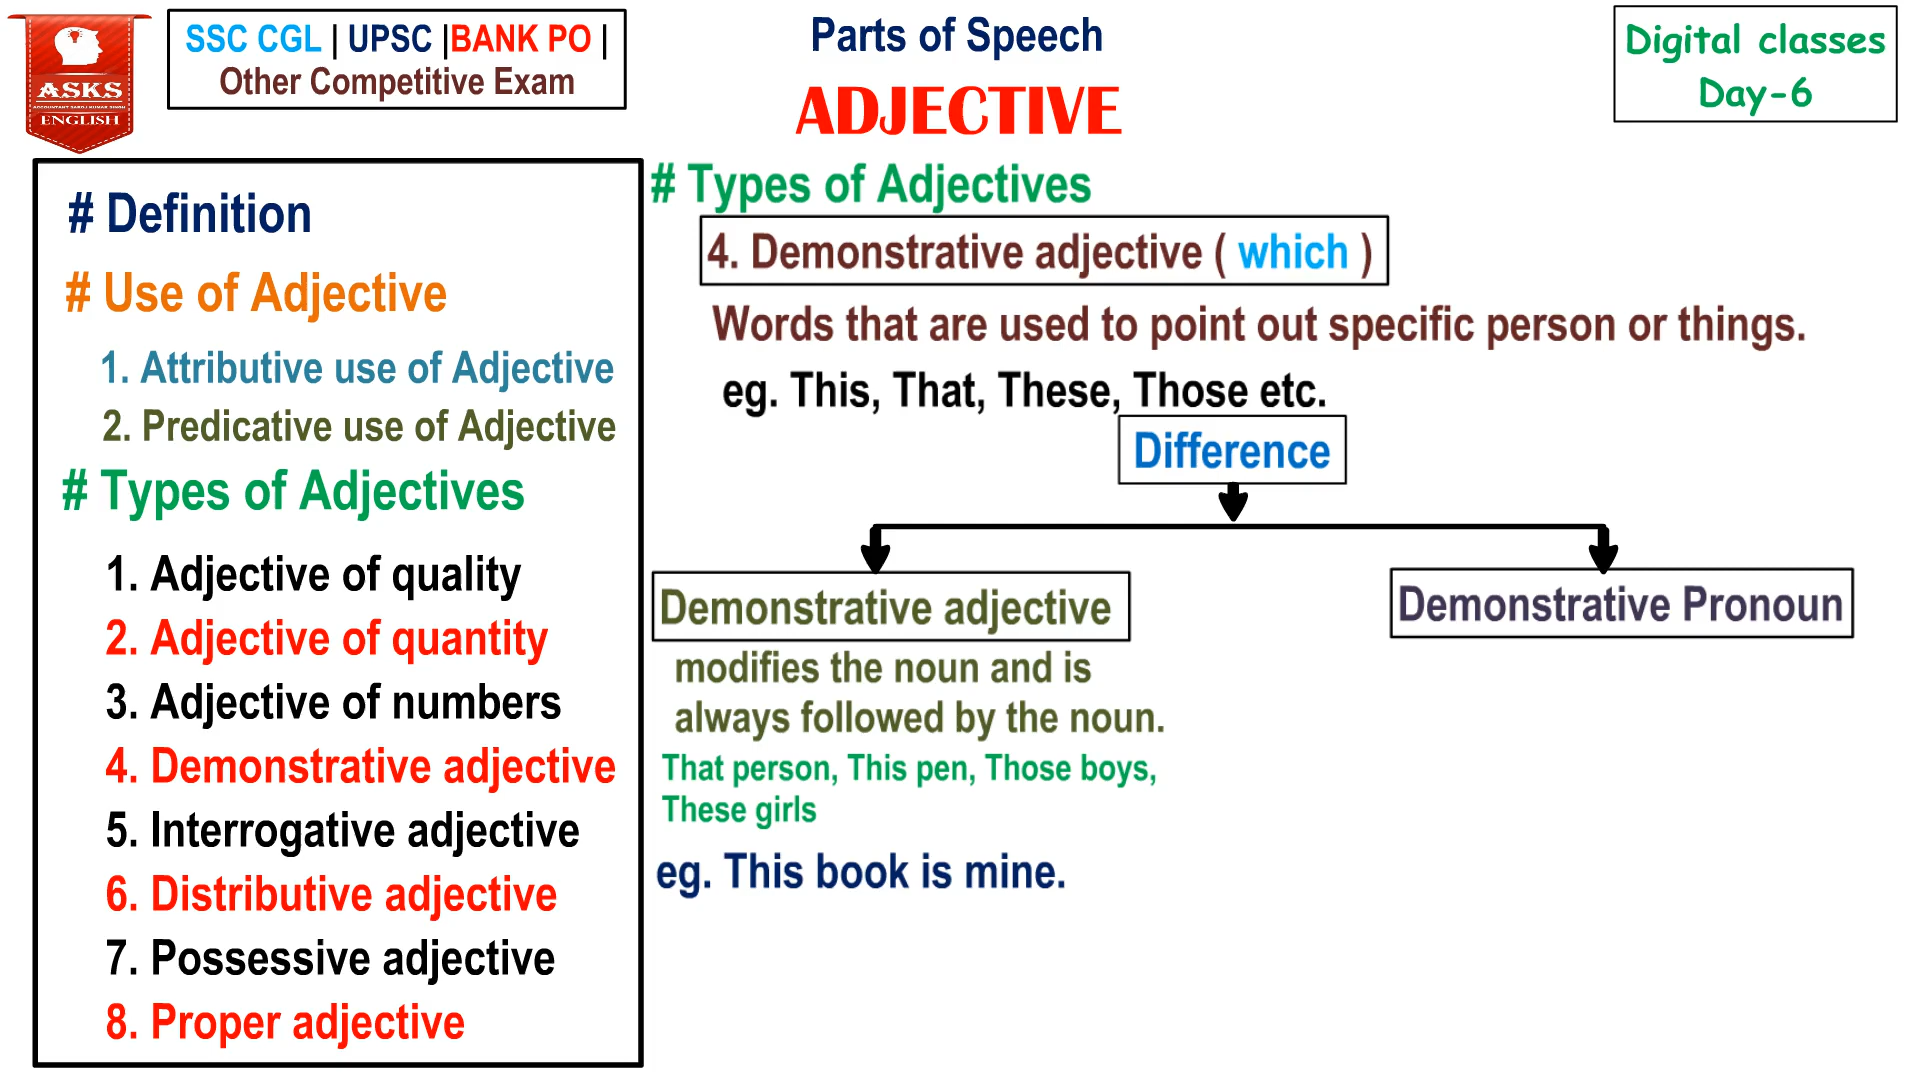 ASKS
ACCOUNTANT SAROJ KUMAR SINGH
ENGLISH
SSC CGL | UPSC |BANK PO |
Other Competitive Exam
Parts of Speech
ADJECTIVE
Digital classes
Day-6
# Definition
# Use of Adjective
1. Attributive use of Adjective
2. Predicative use of Adjective
# Types of Adjectives
1. Adjective of quality
2. Adjective of quantity
3. Adjective of numbers
4. Demonstrative adjective
5. Interrogative adjective
6. Distributive adjective
7. Possessive adjective
8. Proper adjective
# Types of Adjectives
4. Demonstrative adjective ( which )
Words that are used to point out specific person or things.
eg. This, That, These, Those etc.
Difference
Demonstrative adjective
modifies the noun and is
always followed by the noun.
That person, This pen, Those boys,
These girls
eg. This book is mine.
Demonstrative Pronoun